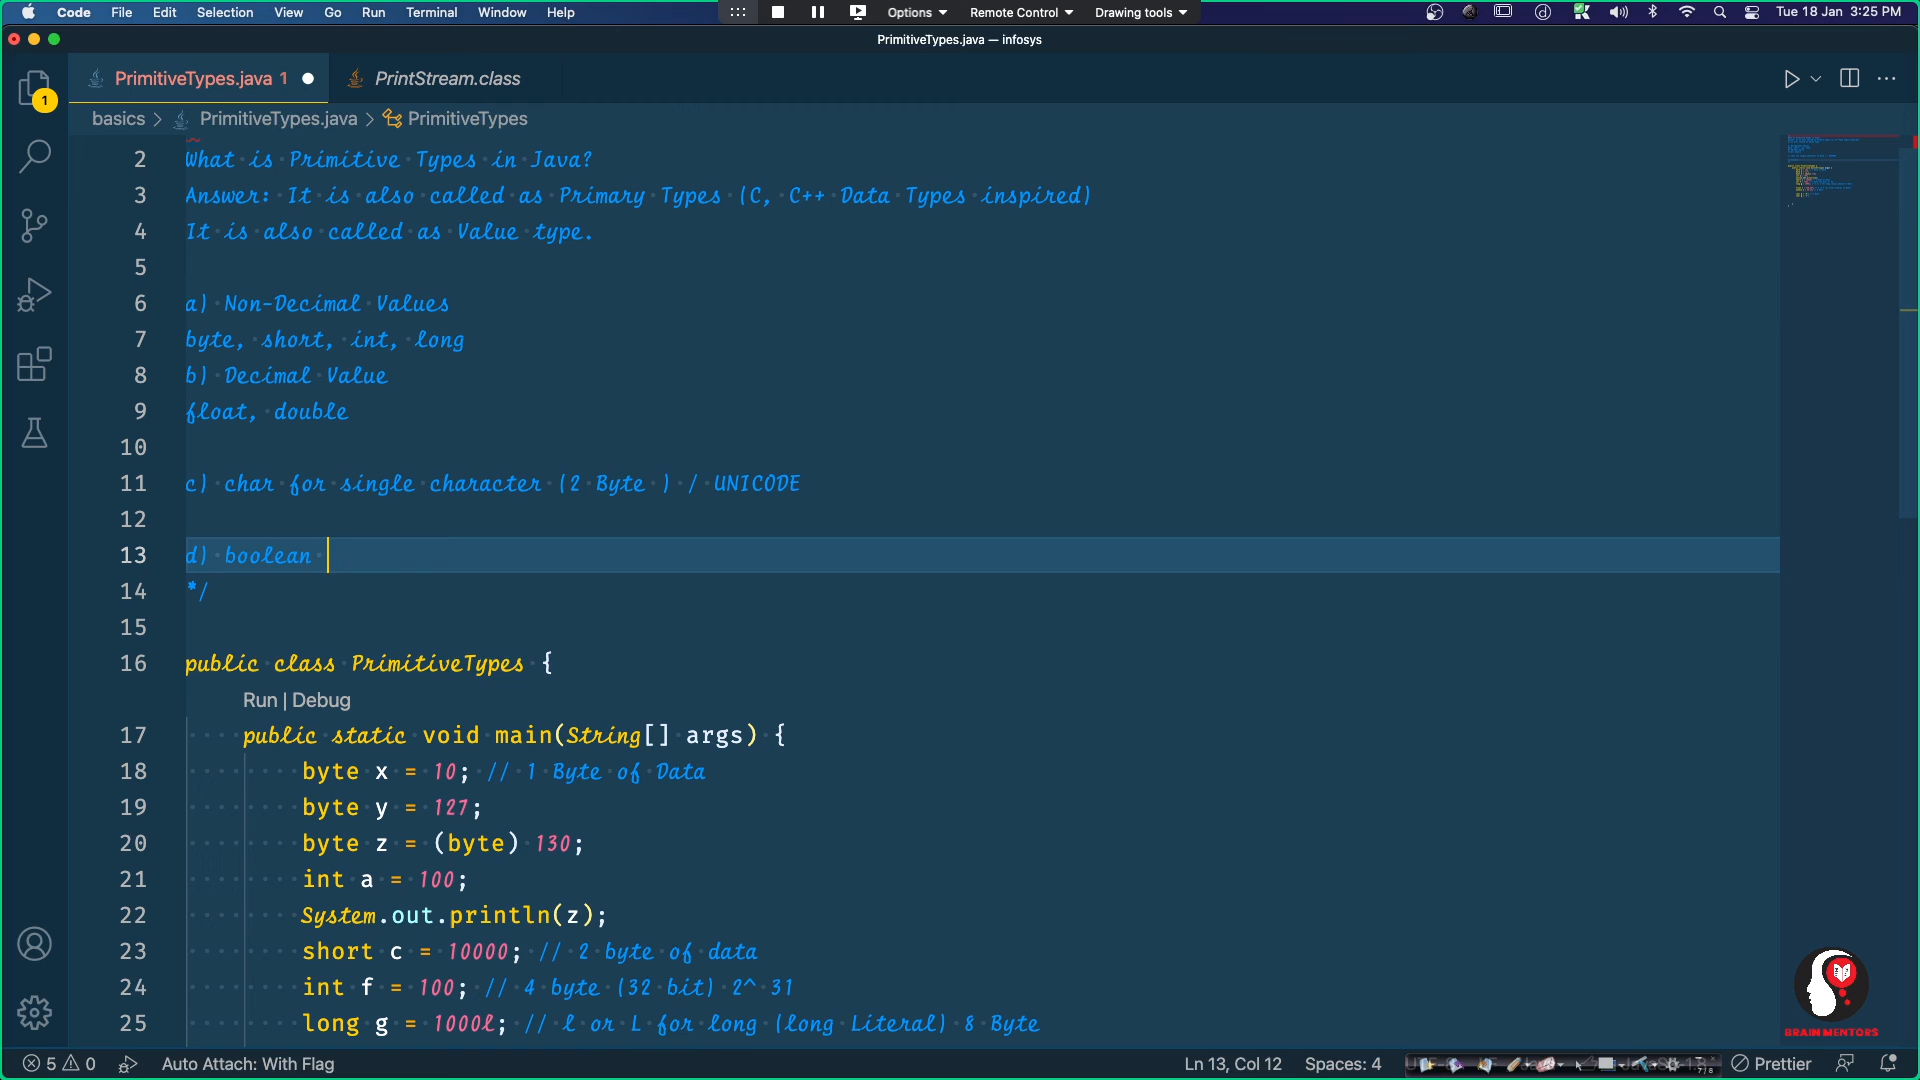 Code File Edit Selection View Go Run Terminal Window Help Options Remote Control Drawing tools Tue 18 Jan 3:25 PM
PrimitiveTypes.java — infosys
PrimitiveTypes.java 1 PrintStream.class
1
basics > PrimitiveTypes.java > PrimitiveTypes
2 What is Primitive Types in Java?
3 Answer: It is also called as Primary Types (C, C++ Data Types inspired)
4 It is also called as Value type.
5
6 a) Non-Decimal Values
7 byte, short, int, long
8 b) Decimal Value
9 float, double
10
11 c) char for single character (2 Byte ) / UNICODE
12
13 d) boolean
14 */
15
16 public class PrimitiveTypes {
Run | Debug
17 public static void main(String[] args) {
18 byte x = 10; // 1 Byte of Data
19 byte y = 127;
20 byte z = (byte) 130;
21 int a = 100;
22 System.out.println(z);
23 short c = 10000; // 2 byte of data
24 int f = 100; // 4 byte (32 bit) 2^ 31
25 long g = 1000l; // l or L for long (long Literal) 8 Byte
BRAIN MENTORS
5 0 Auto Attach: With Flag Ln 13, Col 12 Spaces: 4 Prettier